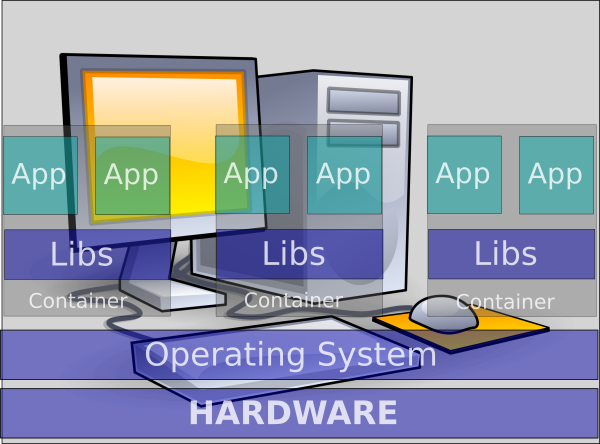 App App App App App App
Libs Libs Libs
Container Container Container
Operating System
HARDWARE